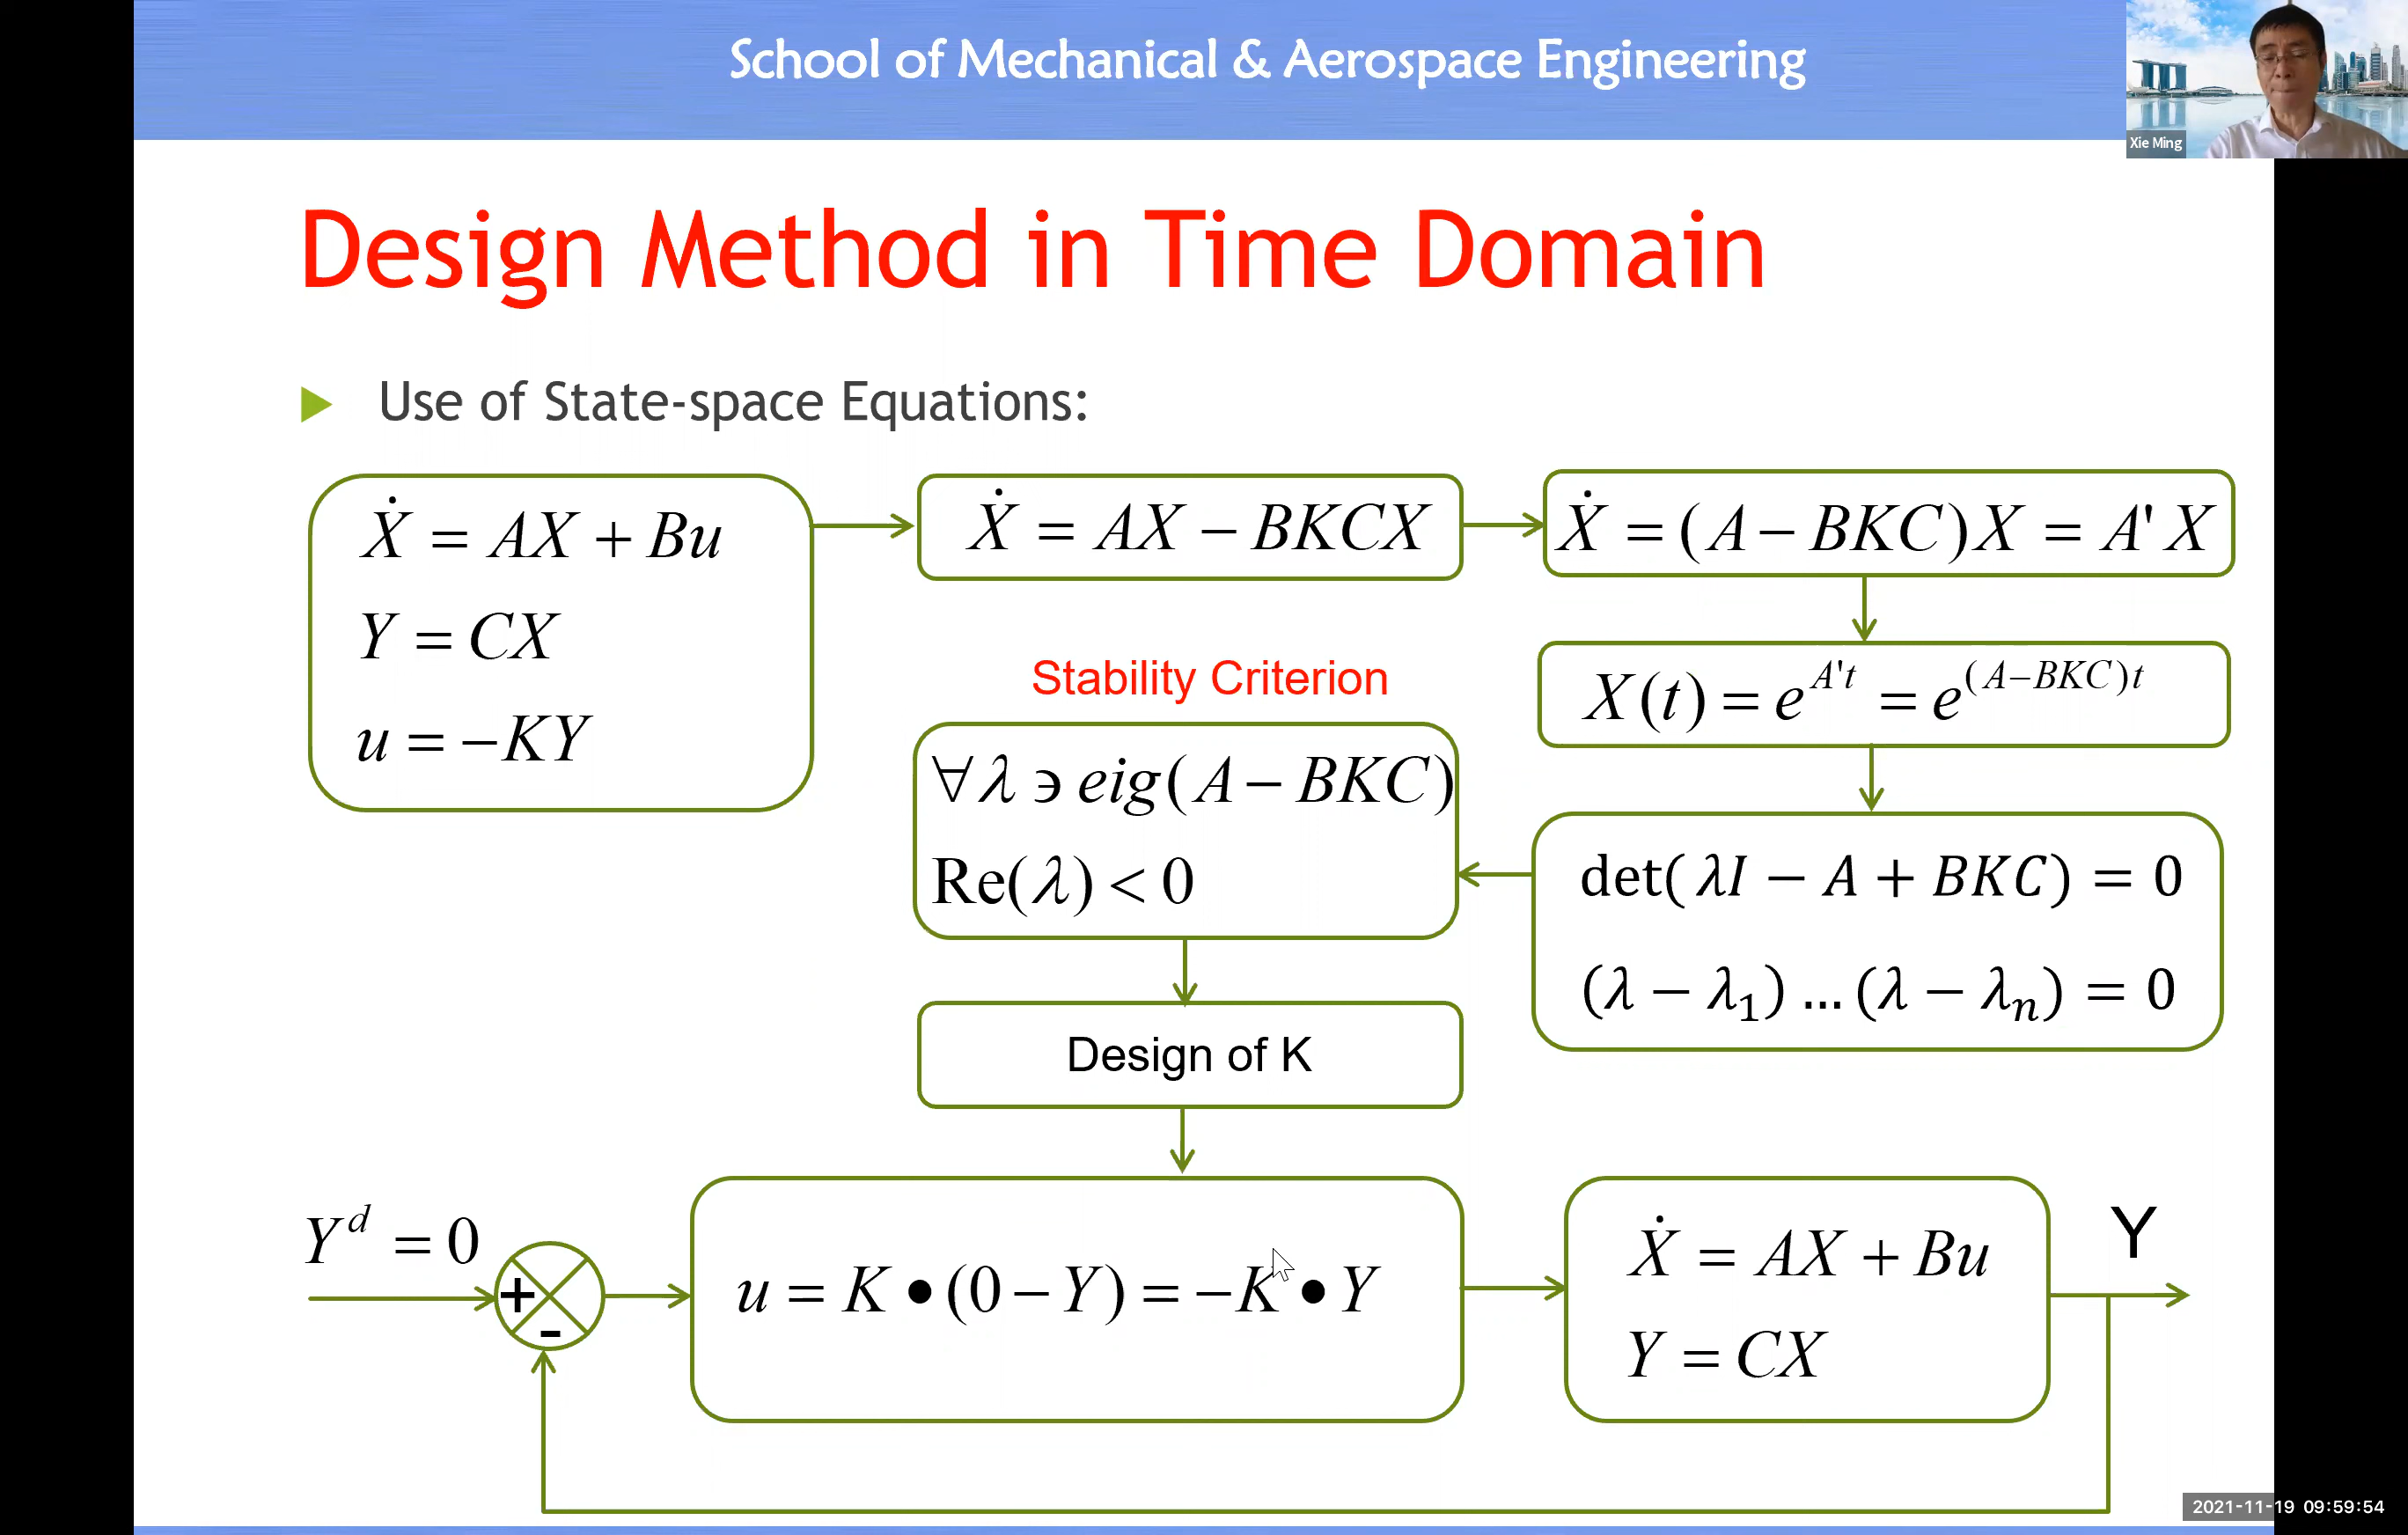 School of Mechanical & Aerospace Engineering
Xie Ming
Design Method in Time Domain
Use of State-space Equations:
Ẋ = AX + Bu
Y = CX
u = −KY
Ẋ = AX − BKCX
Ẋ = (A − BKC)X = A' X
X(t) = e^{A't} = e^{(A−BKC)t}
Stability Criterion
∀λ ∍ eig(A − BKC)
Re(λ) < 0
det(λI − A + BKC) = 0
(λ − λ₁) … (λ − λₙ) = 0
Design of K
Y^d = 0
+
-
u = K • (0 − Y) = −K • Y
Ẋ = AX + Bu
Y = CX
Y
2021-11-19 09:59:54